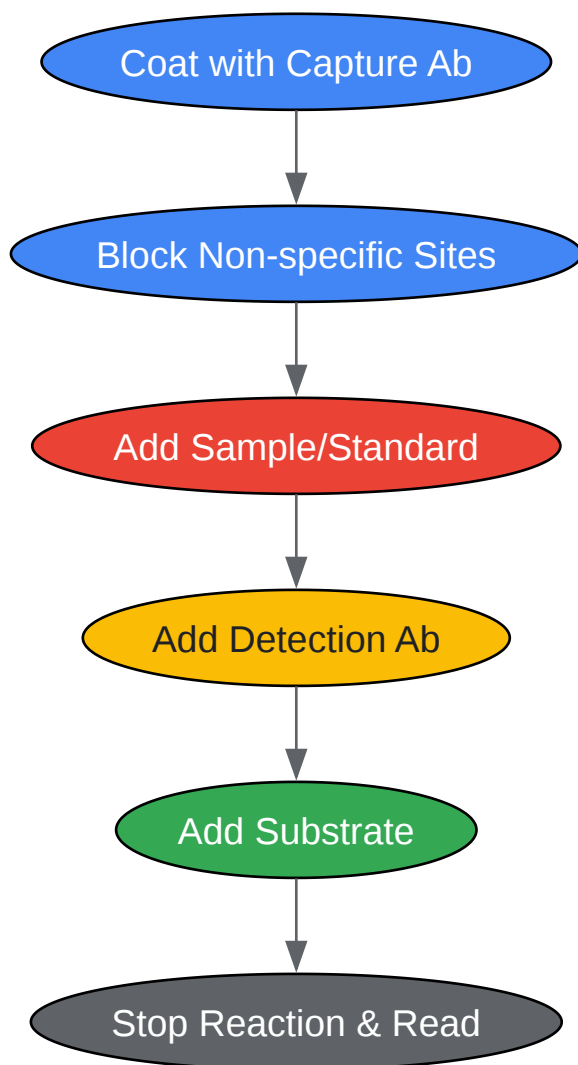 Coat with Capture Ab
Block Non-specific Sites
Add Sample/Standard
Add Detection Ab
Add Substrate
Stop Reaction & Read